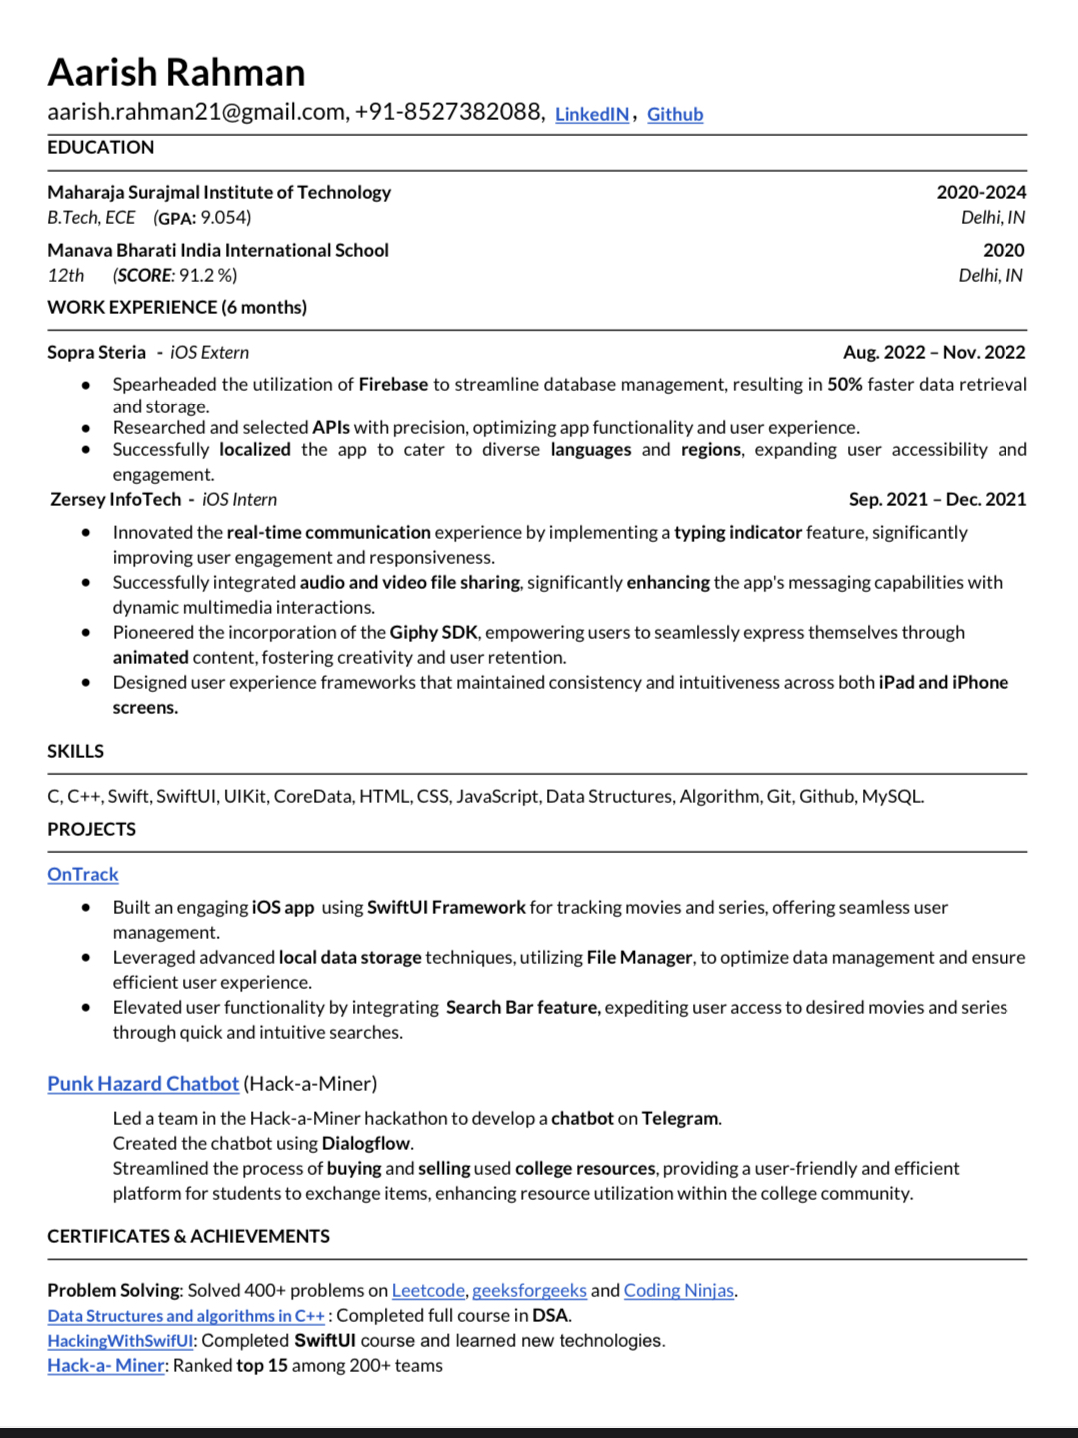 Aarish Rahman
aarish.rahman21@gmail.com, +91-8527382088, LinkedIN, Github
EDUCATION
Maharaja Surajmal Institute of Technology 2020-2024
B.Tech, ECE (GPA: 9.054) Delhi, IN
Manava Bharati India International School 2020
12th (SCORE: 91.2 %) Delhi, IN
WORK EXPERIENCE (6 months)
Sopra Steria - iOS Extern Aug. 2022 – Nov. 2022
● Spearheaded the utilization of Firebase to streamline database management, resulting in 50% faster data retrieval
and storage.
● Researched and selected APIs with precision, optimizing app functionality and user experience.
● Successfully localized the app to cater to diverse languages and regions, expanding user accessibility and
engagement.
Zersey InfoTech - iOS Intern Sep. 2021 – Dec. 2021
● Innovated the real-time communication experience by implementing a typing indicator feature, significantly
improving user engagement and responsiveness.
● Successfully integrated audio and video file sharing, significantly enhancing the app's messaging capabilities with
dynamic multimedia interactions.
● Pioneered the incorporation of the Giphy SDK, empowering users to seamlessly express themselves through
animated content, fostering creativity and user retention.
● Designed user experience frameworks that maintained consistency and intuitiveness across both iPad and iPhone
screens.
SKILLS
C, C++, Swift, SwiftUI, UIKit, CoreData, HTML, CSS, JavaScript, Data Structures, Algorithm, Git, Github, MySQL.
PROJECTS
OnTrack
● Built an engaging iOS app using SwiftUI Framework for tracking movies and series, offering seamless user
management.
● Leveraged advanced local data storage techniques, utilizing File Manager, to optimize data management and ensure
efficient user experience.
● Elevated user functionality by integrating Search Bar feature, expediting user access to desired movies and series
through quick and intuitive searches.
Punk Hazard Chatbot (Hack-a-Miner)
Led a team in the Hack-a-Miner hackathon to develop a chatbot on Telegram.
Created the chatbot using Dialogflow.
Streamlined the process of buying and selling used college resources, providing a user-friendly and efficient
platform for students to exchange items, enhancing resource utilization within the college community.
CERTIFICATES & ACHIEVEMENTS
Problem Solving: Solved 400+ problems on Leetcode, geeksforgeeks and Coding Ninjas.
Data Structures and algorithms in C++ : Completed full course in DSA.
HackingWithSwifUI: Completed SwiftUI course and learned new technologies.
Hack-a- Miner: Ranked top 15 among 200+ teams